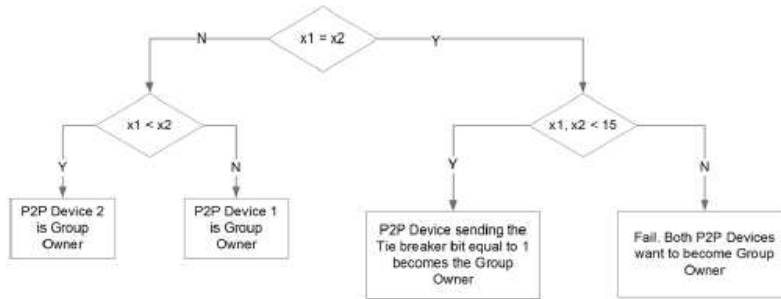 x1 = x2
N
Y
x1 < x2
x1, x2 < 15
Y
N
Y
N
P2P Device 2
is Group
Owner
P2P Device 1
is Group
Owner
P2P Device sending the
Tie breaker bit equal to 1
becomes the Group
Owner
Fail. Both P2P Devices
want to become Group
Owner